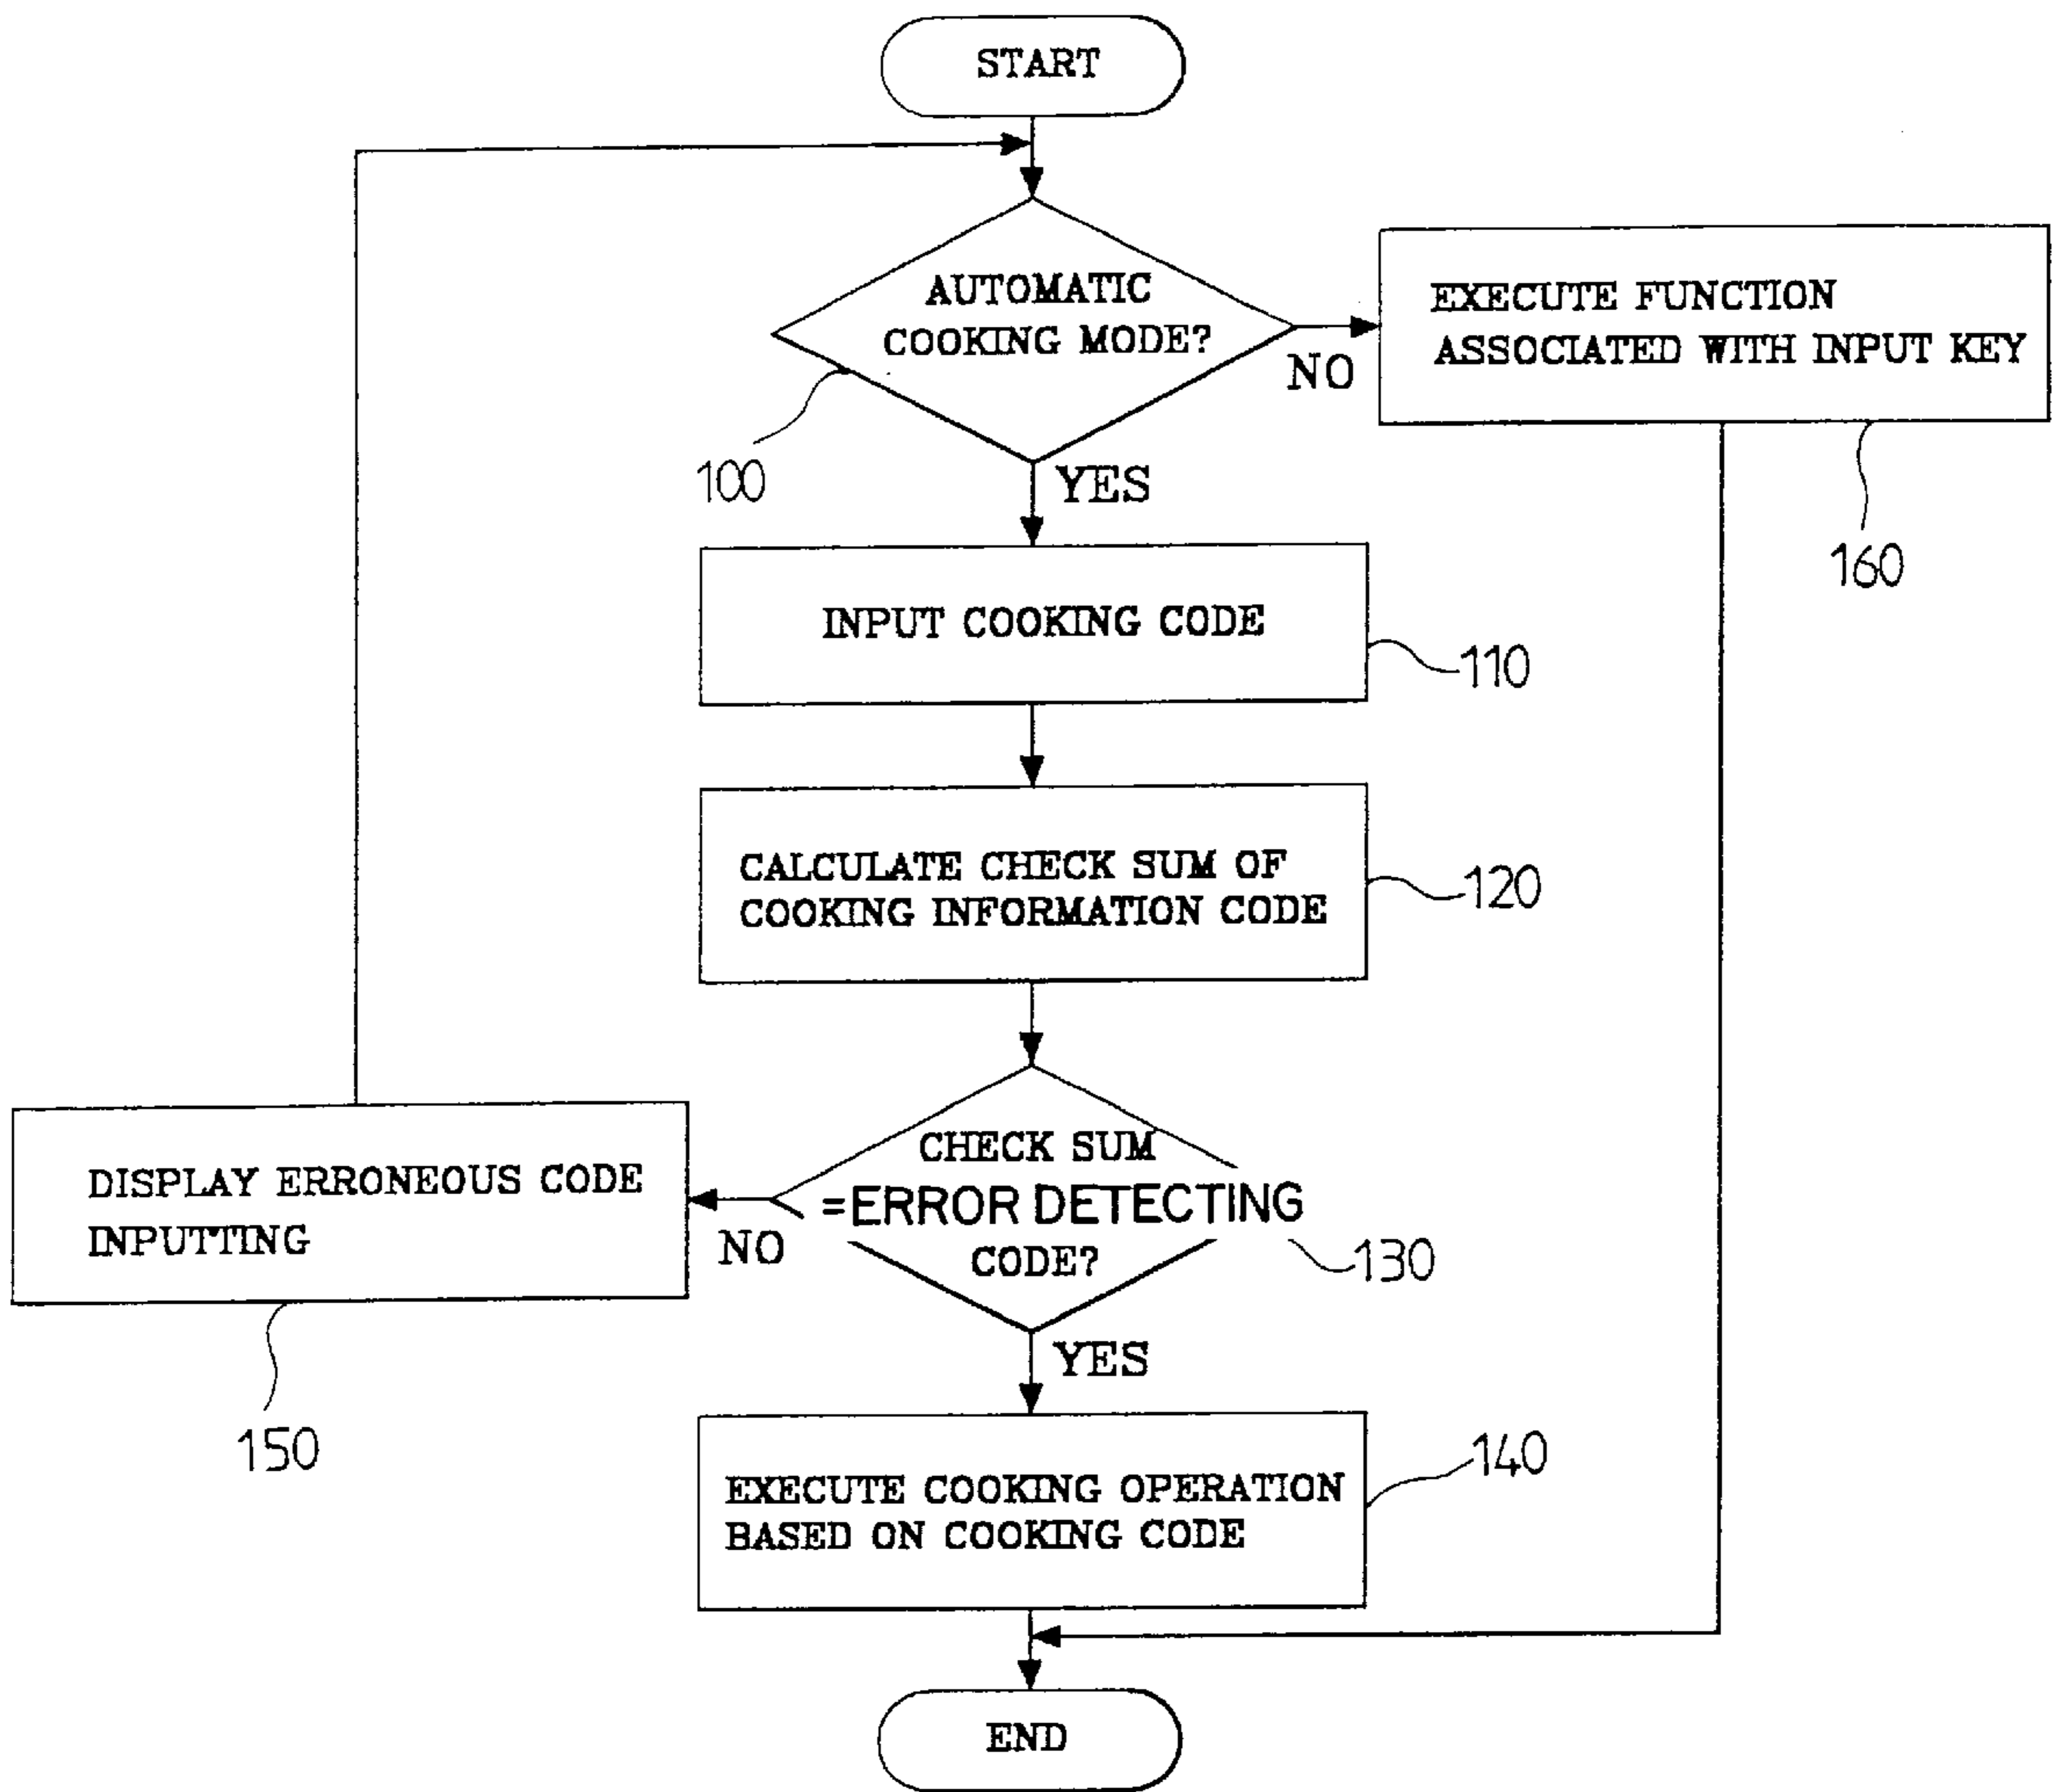 START
AUTOMATIC
COOKING MODE?
100
NO
YES
EXECUTE FUNCTION
ASSOCIATED WITH INPUT KEY
160
INPUT COOKING CODE
110
CALCULATE CHECK SUM OF
COOKING INFORMATION CODE
120
CHECK SUM
=ERROR DETECTING
CODE?
130
NO
DISPLAY ERRONEOUS CODE
INPUTTING
150
YES
EXECUTE COOKING OPERATION
BASED ON COOKING CODE
140
END